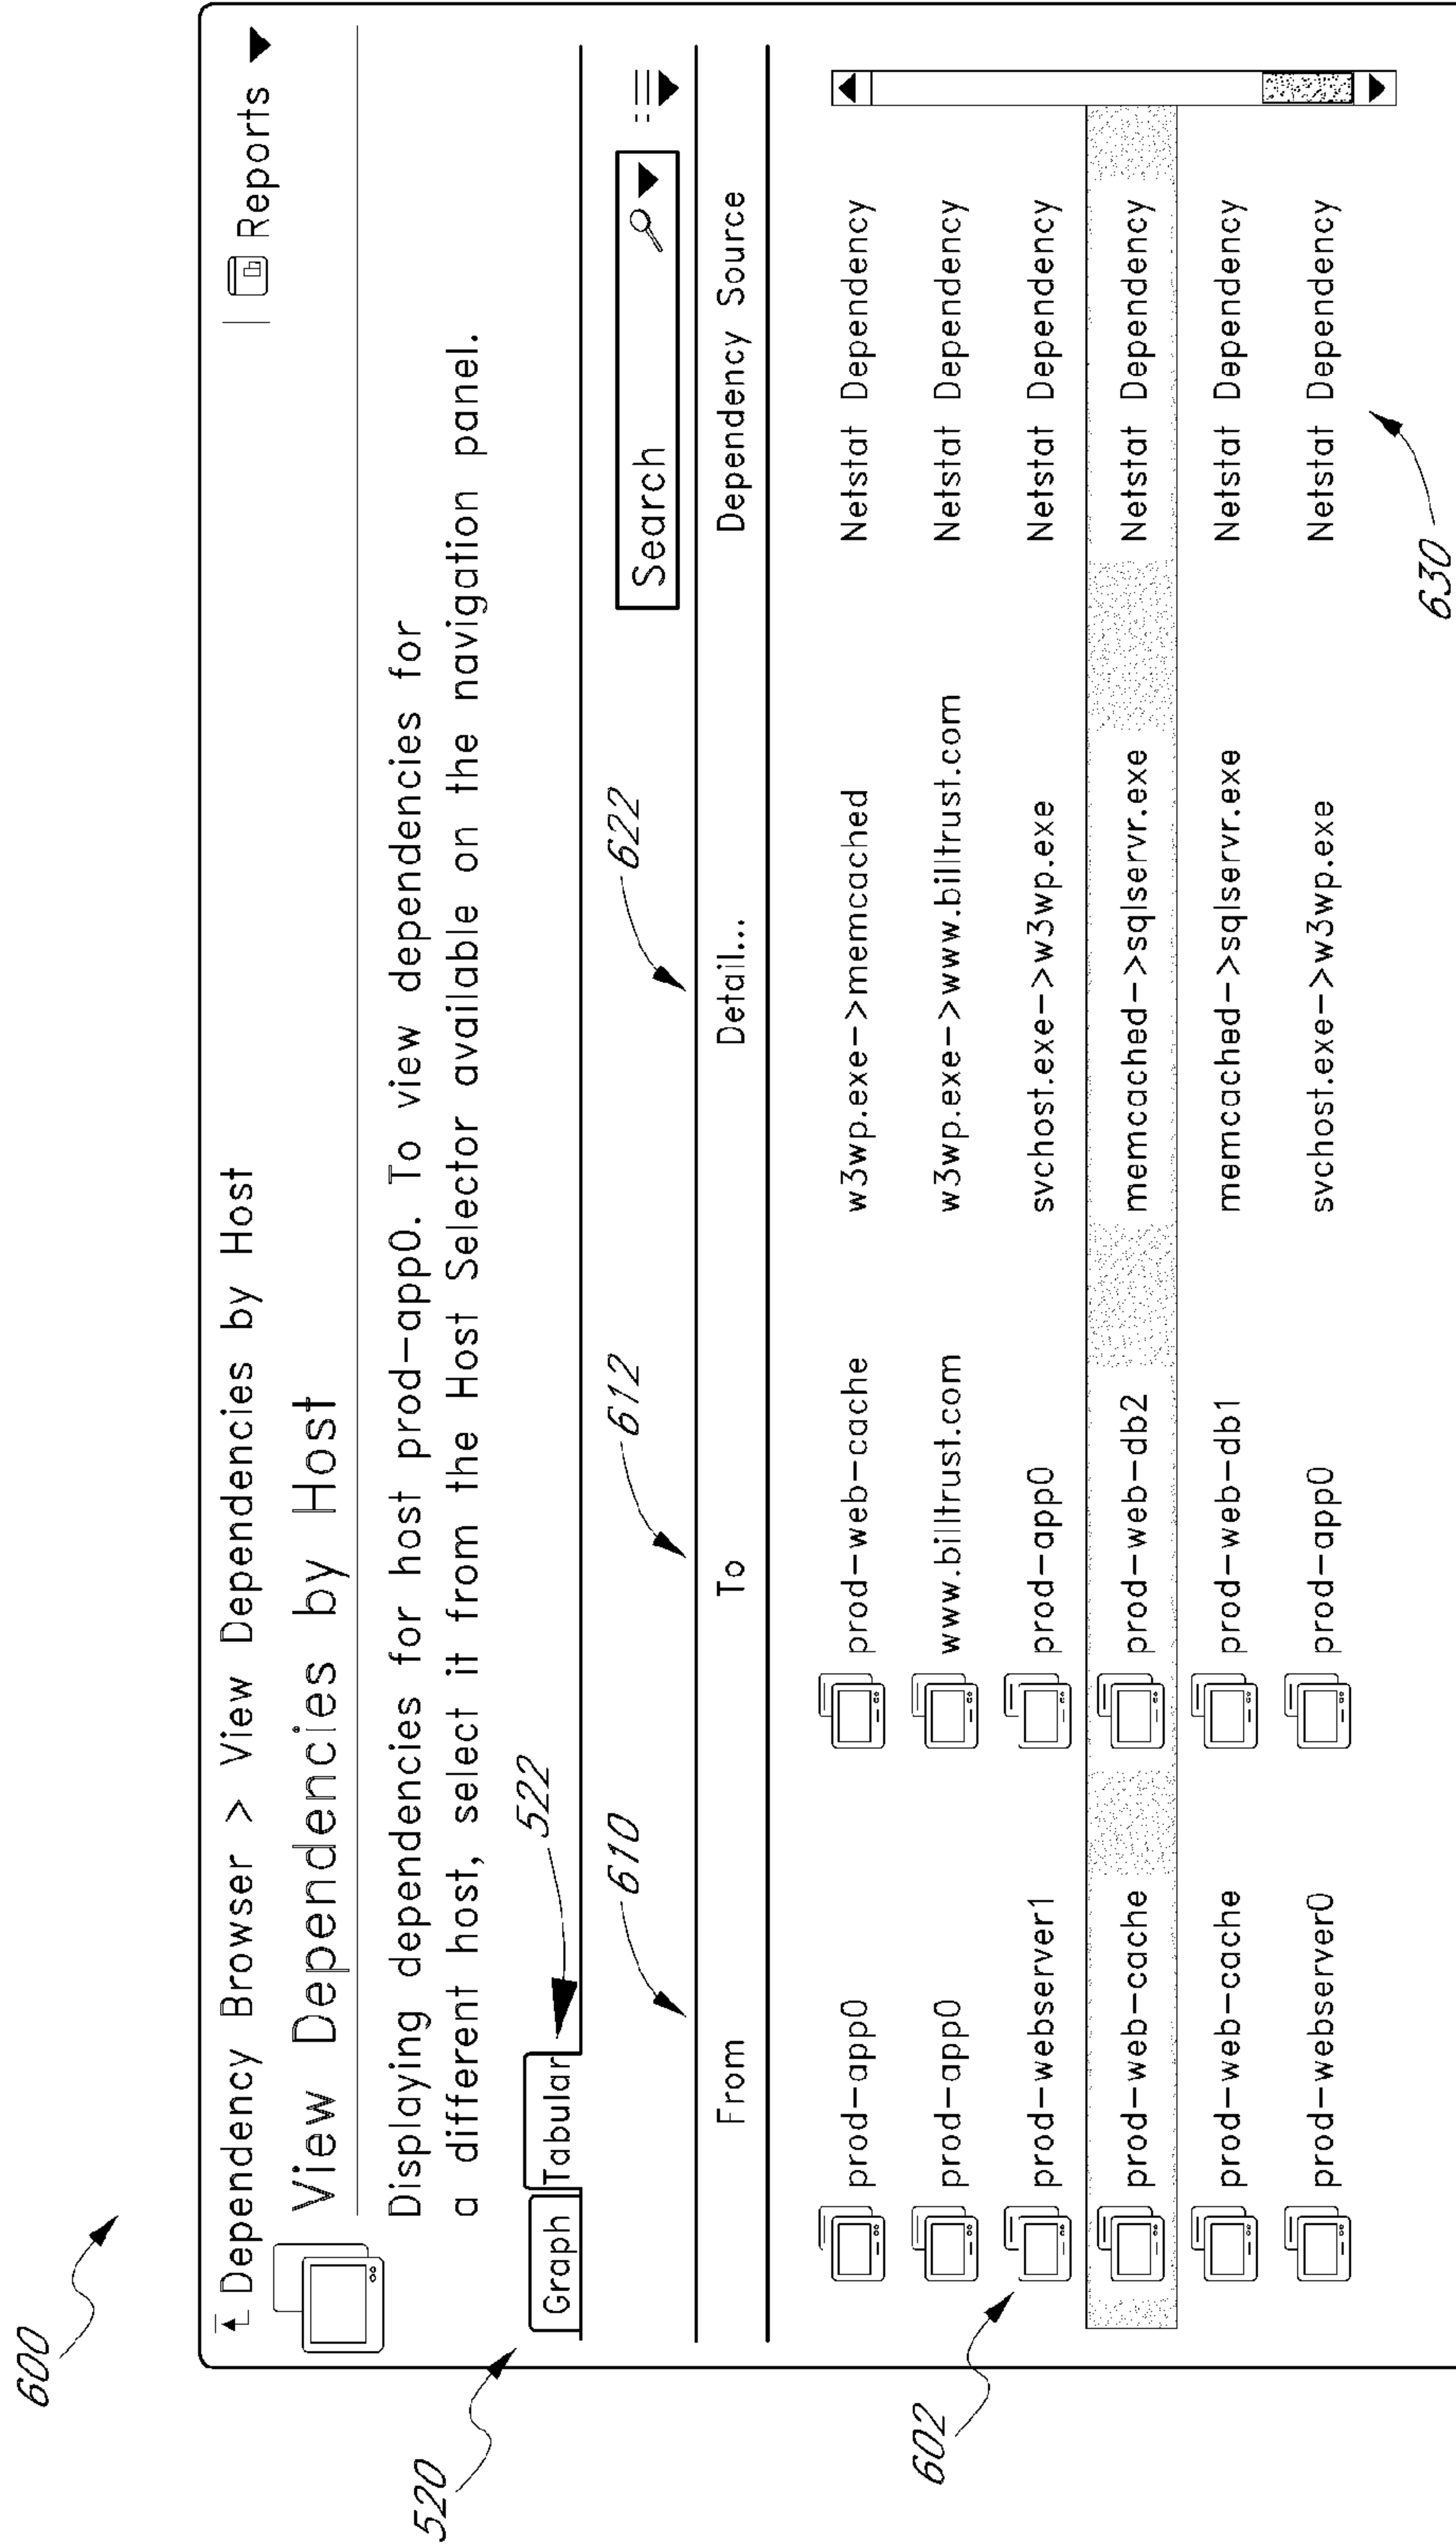 600
Dependency Browser > View Dependencies by Host
Reports
View Dependencies by Host
Displaying dependencies for host prod-app0. To view dependencies for
a different host, select it from the Host Selector available on the navigation panel.
520
Graph Tabular
522
610
612
622
Search
From To Detail... Dependency Source
prod-app0 prod-web-cache w3wp.exe->memcached Netstat Dependency
prod-app0 www.billtrust.com w3wp.exe->www.billtrust.com Netstat Dependency
602
prod-webserver1 prod-app0 svchost.exe->w3wp.exe Netstat Dependency
prod-web-cache prod-web-db2 memcached->sqlservr.exe Netstat Dependency
prod-web-cache prod-web-db1 memcached->sqlservr.exe Netstat Dependency
prod-webserver0 prod-app0 svchost.exe->w3wp.exe Netstat Dependency
630